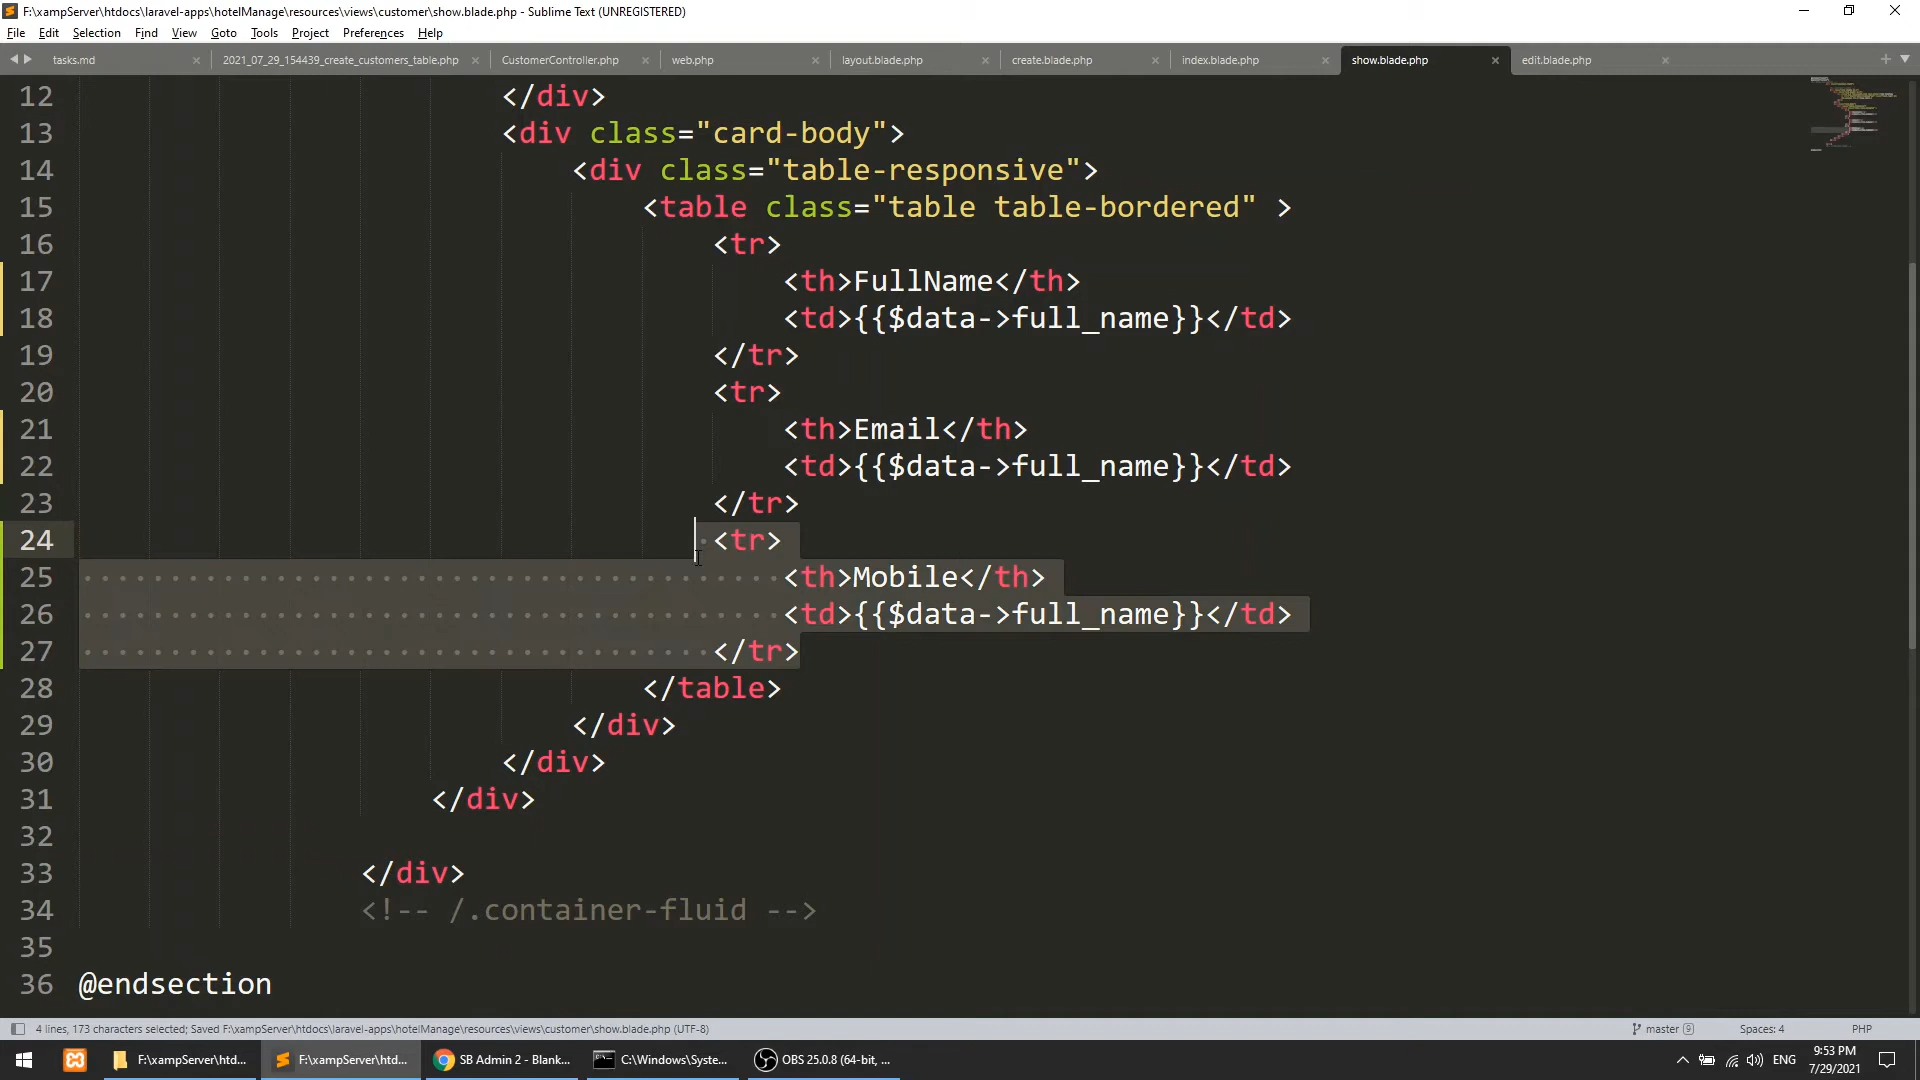 F:\xampServer\htdocs\laravel-apps\hotelManage\resources\views\customer\show.blade.php - Sublime Text (UNREGISTERED)
File Edit Selection Find View Goto Tools Project Preferences Help
tasks.md 2021_07_29_154439_create_customers_table.php CustomerController.php web.php layout.blade.php create.blade.php index.blade.php show.blade.php edit.blade.php
12 </div>
13 <div class="card-body">
14 <div class="table-responsive">
15 <table class="table table-bordered" >
16 <tr>
17 <th>FullName</th>
18 <td>{{$data->full_name}}</td>
19 </tr>
20 <tr>
21 <th>Email</th>
22 <td>{{$data->full_name}}</td>
23 </tr>
24 <tr>
25 <th>Mobile</th>
26 <td>{{$data->full_name}}</td>
27 </tr>
28 </table>
29 </div>
30 </div>
31 </div>
32
33 </div>
34 <!-- /.container-fluid -->
35
36 @endsection
4 lines, 173 characters selected; Saved F:\xampServer\htdocs\laravel-apps\hotelManage\resources\views\customer\show.blade.php (UTF-8) master 9 Spaces: 4 PHP
F:\xampServer\htd... F:\xampServer\htd... SB Admin 2 - Blank... C:\Windows\Syste... OBS 25.0.8 (64-bit, ... ENG 9:53 PM
7/29/2021